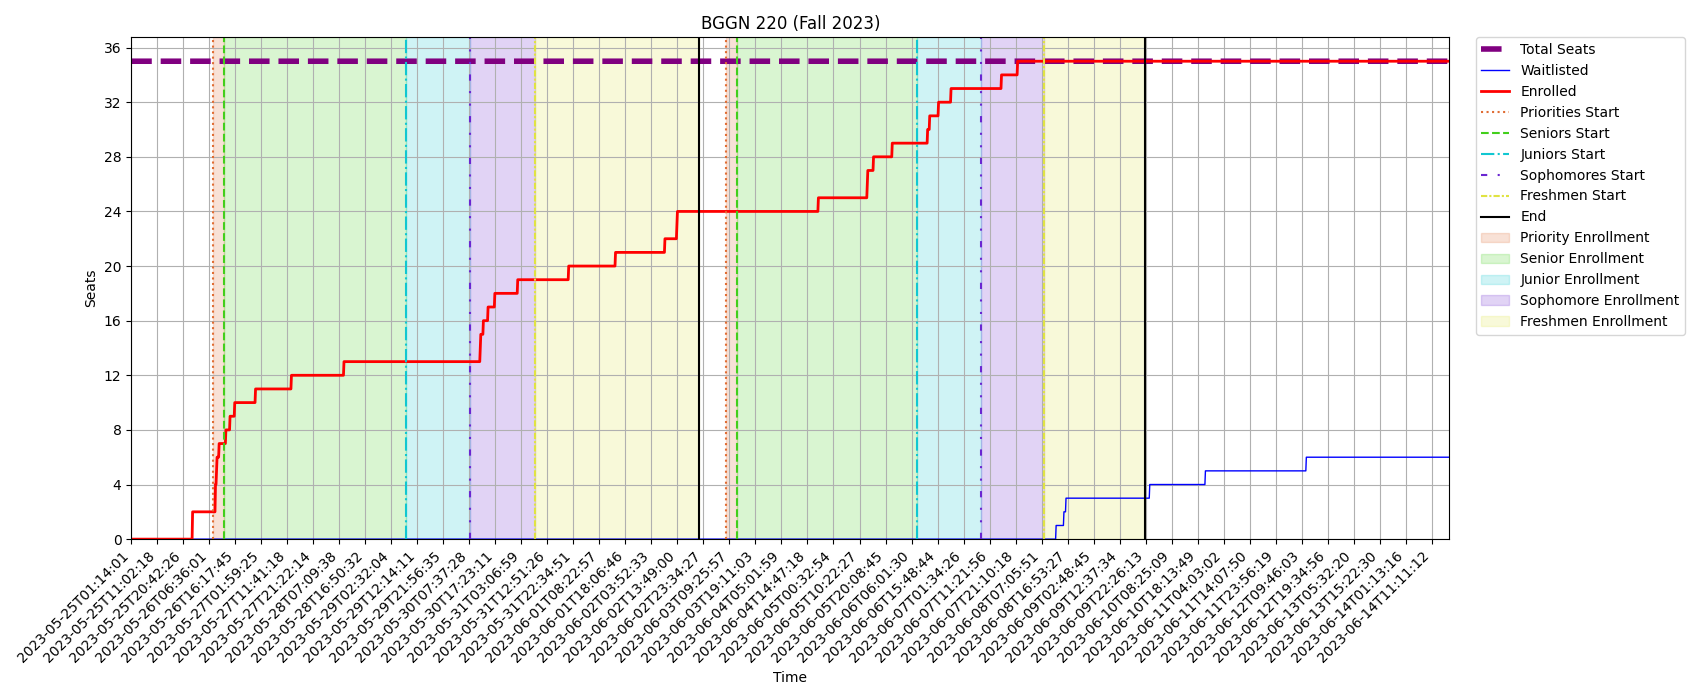 BGGN 220 (Fall 2023)
36
32
28
24
20
16
12
8
4
0
Seats
2023-05-25T01:14:01
2023-05-25T11:02:18
2023-05-25T20:42:26
2023-05-26T06:36:01
2023-05-26T16:17:45
2023-05-27T01:59:25
2023-05-27T11:41:18
2023-05-27T21:22:14
2023-05-28T07:09:38
2023-05-28T16:50:32
2023-05-29T02:32:04
2023-05-29T12:14:11
2023-05-29T21:56:35
2023-05-30T07:37:28
2023-05-30T17:23:11
2023-05-31T03:06:59
2023-05-31T12:51:26
2023-05-31T22:34:51
2023-06-01T08:22:57
2023-06-01T18:06:46
2023-06-02T03:52:33
2023-06-02T13:49:00
2023-06-02T23:34:27
2023-06-03T09:25:57
2023-06-03T19:11:03
2023-06-04T05:01:59
2023-06-04T14:47:18
2023-06-05T00:32:54
2023-06-05T10:22:27
2023-06-05T20:08:45
2023-06-06T06:01:30
2023-06-06T15:48:44
2023-06-07T01:34:26
2023-06-07T11:21:56
2023-06-07T21:10:18
2023-06-08T07:05:51
2023-06-08T16:53:27
2023-06-09T02:48:45
2023-06-09T12:37:34
2023-06-09T22:26:13
2023-06-10T08:25:09
2023-06-10T18:13:49
2023-06-11T04:03:02
2023-06-11T14:07:50
2023-06-11T23:56:19
2023-06-12T09:46:03
2023-06-12T19:34:56
2023-06-13T05:32:20
2023-06-13T15:22:30
2023-06-14T01:13:16
2023-06-14T11:11:12
Time
Total Seats
Waitlisted
Enrolled
Priorities Start
Seniors Start
Juniors Start
Sophomores Start
Freshmen Start
End
Priority Enrollment
Senior Enrollment
Junior Enrollment
Sophomore Enrollment
Freshmen Enrollment